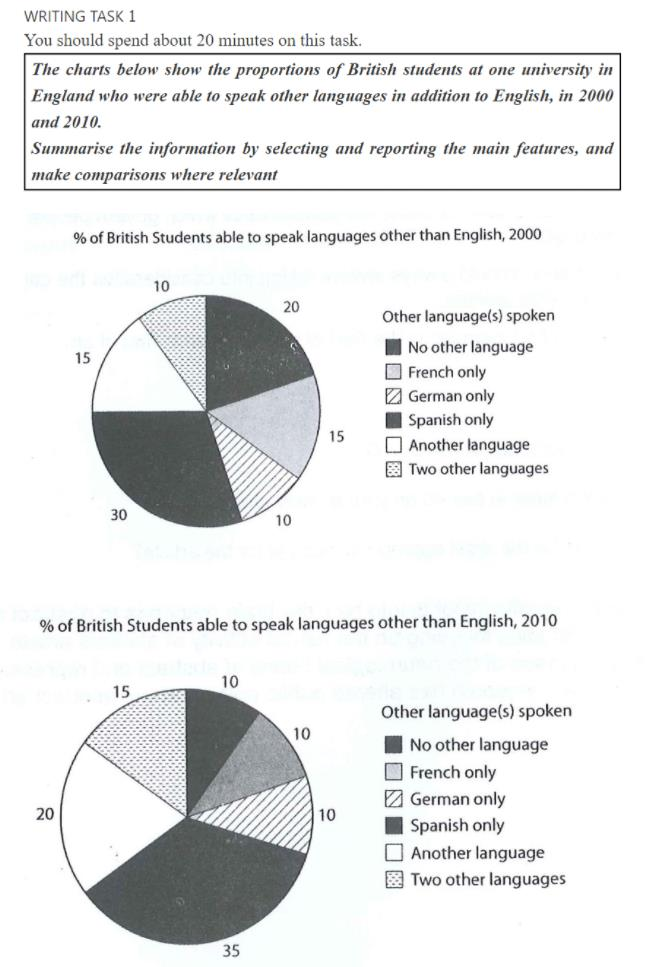 WRITING TASK 1
You should spend about 20 minutes on this task.
The charts below show the proportions of British students at one university in
England who were able to speak other languages in addition to English, in 2000
and 2010.
Summarise the information by selecting and reporting the main features, and
make comparisons where relevant
% of British Students able to speak languages other than English, 2000
10
20
15
15
30
10
Other language(s) spoken
No other language
French only
German only
Spanish only
Another language
Two other languages
% of British Students able to speak languages other than English, 2010
15
10
10
20
10
35
Other language(s) spoken
No other language
French only
German only
Spanish only
Another language
Two other languages